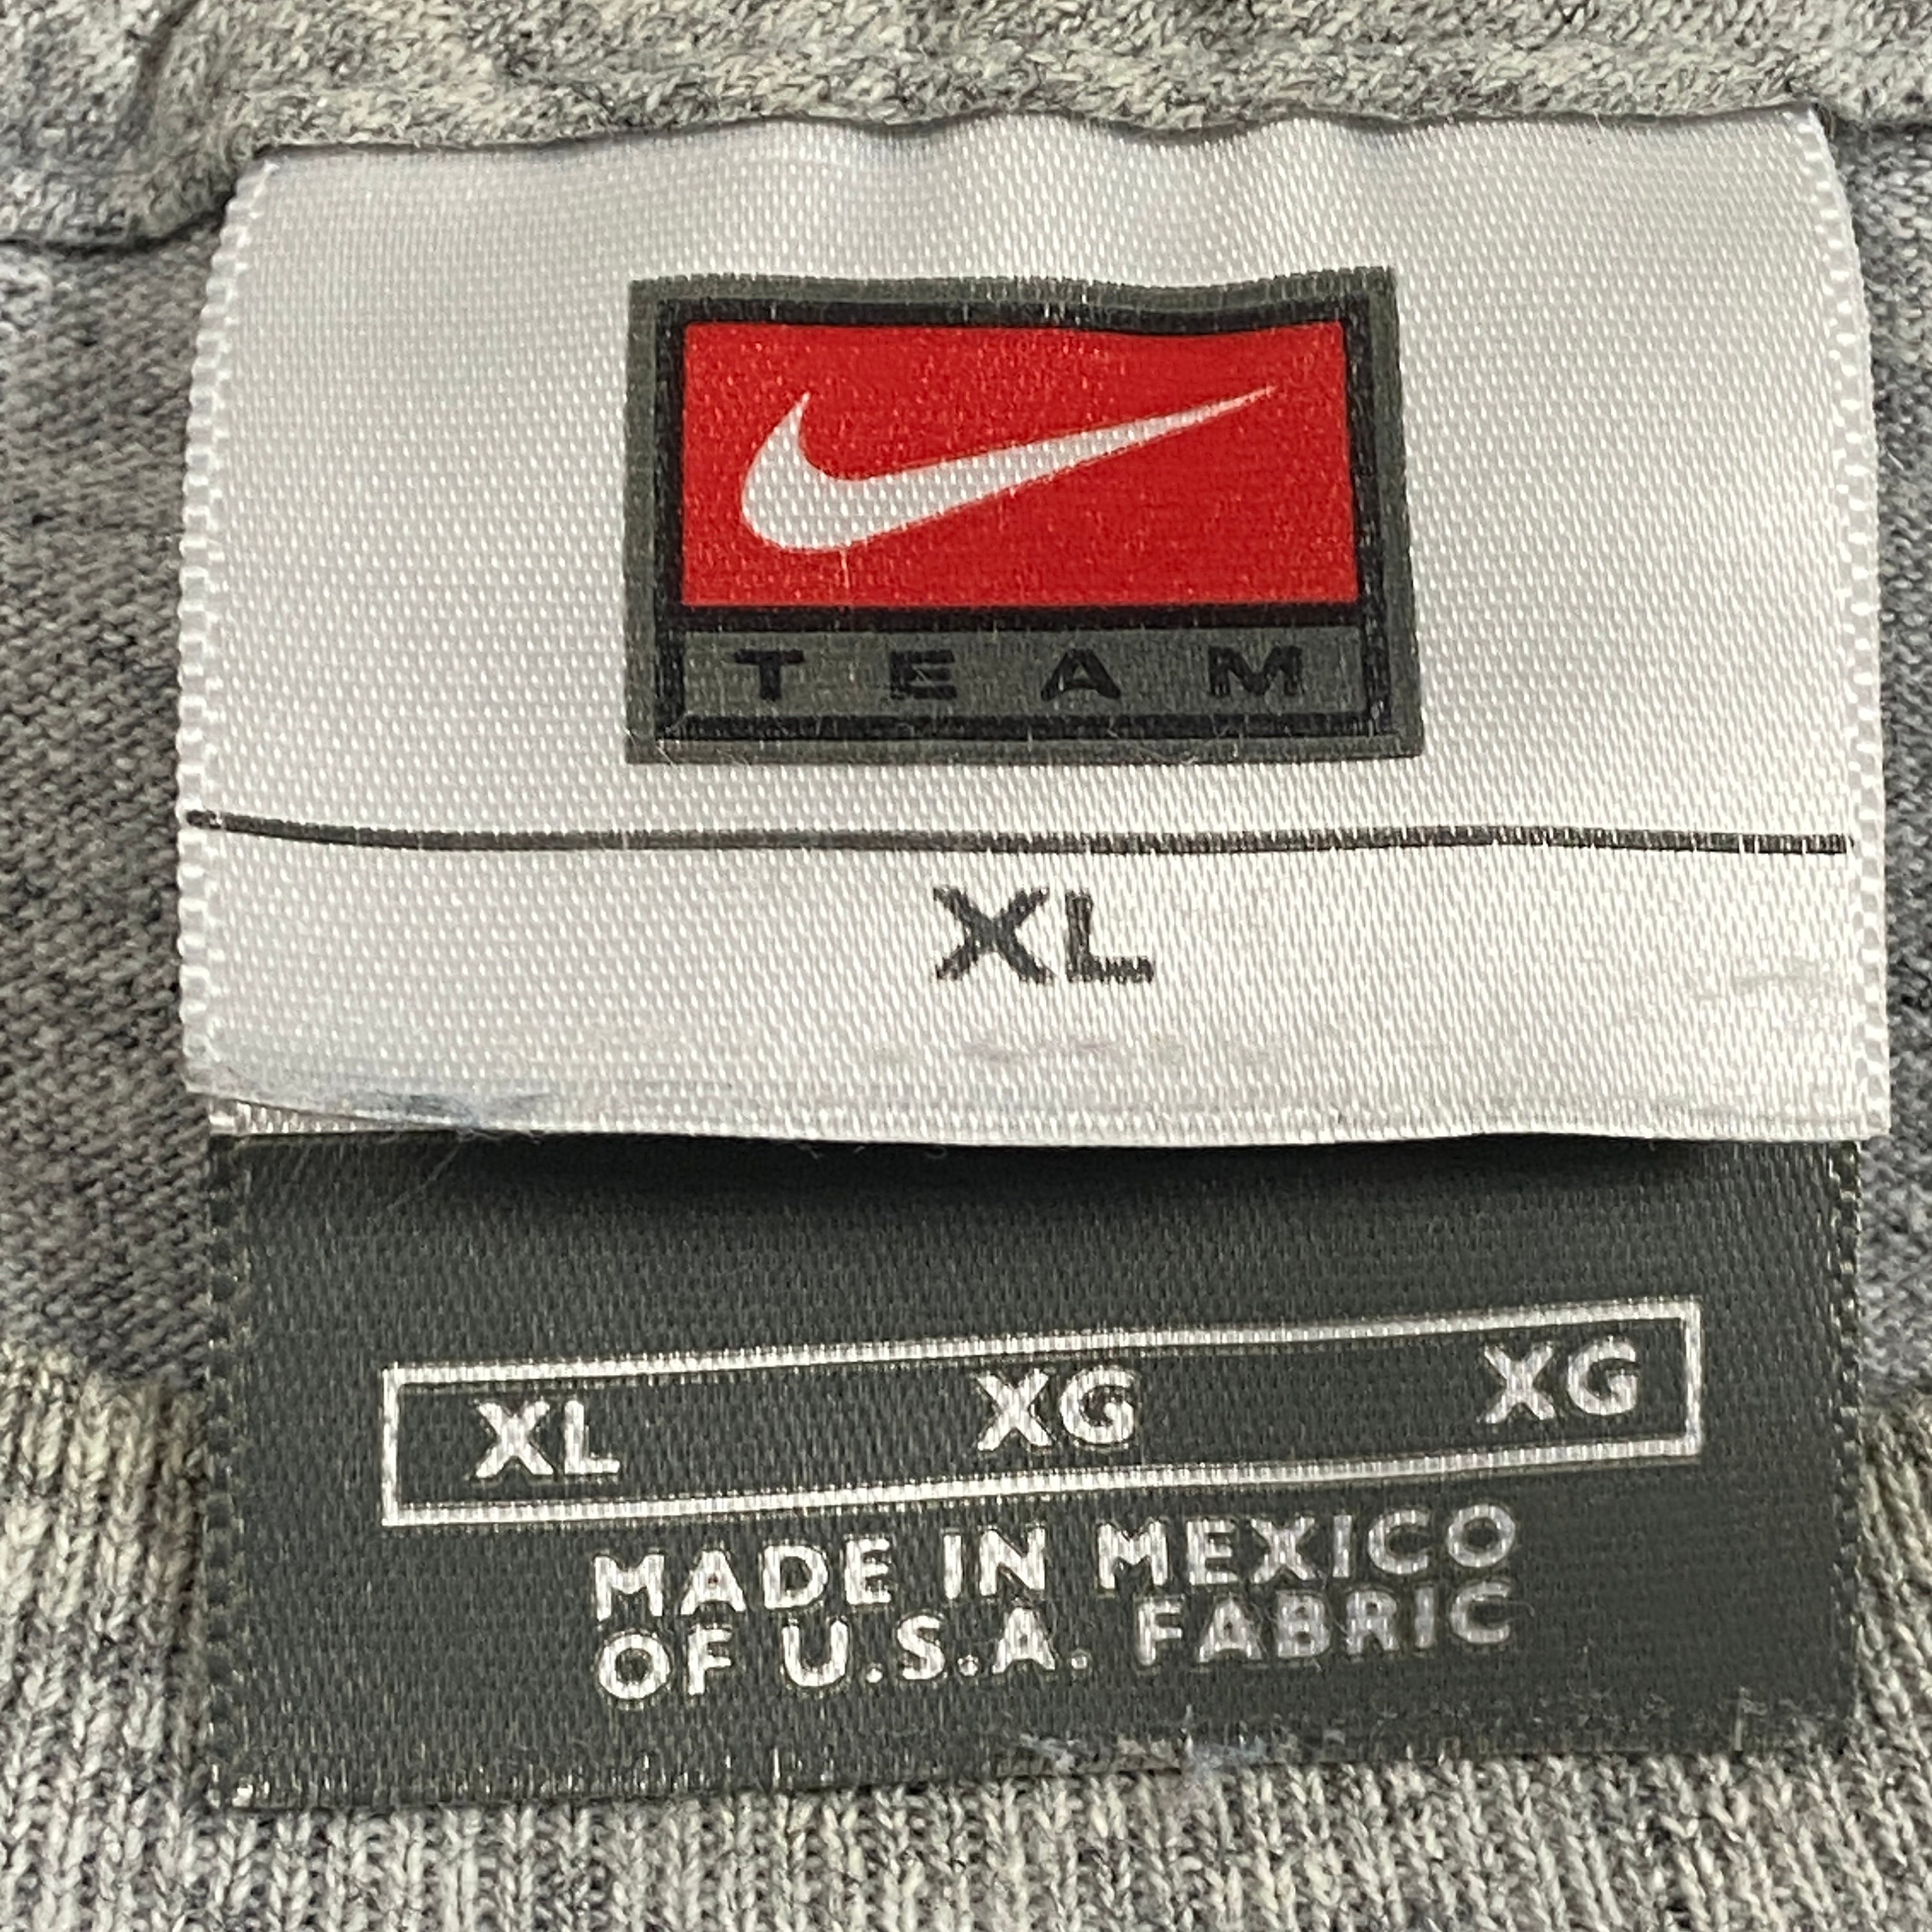 TEAM
XL
XL XG XG
MADE IN MEXICO
OF U.S.A. FABRIC